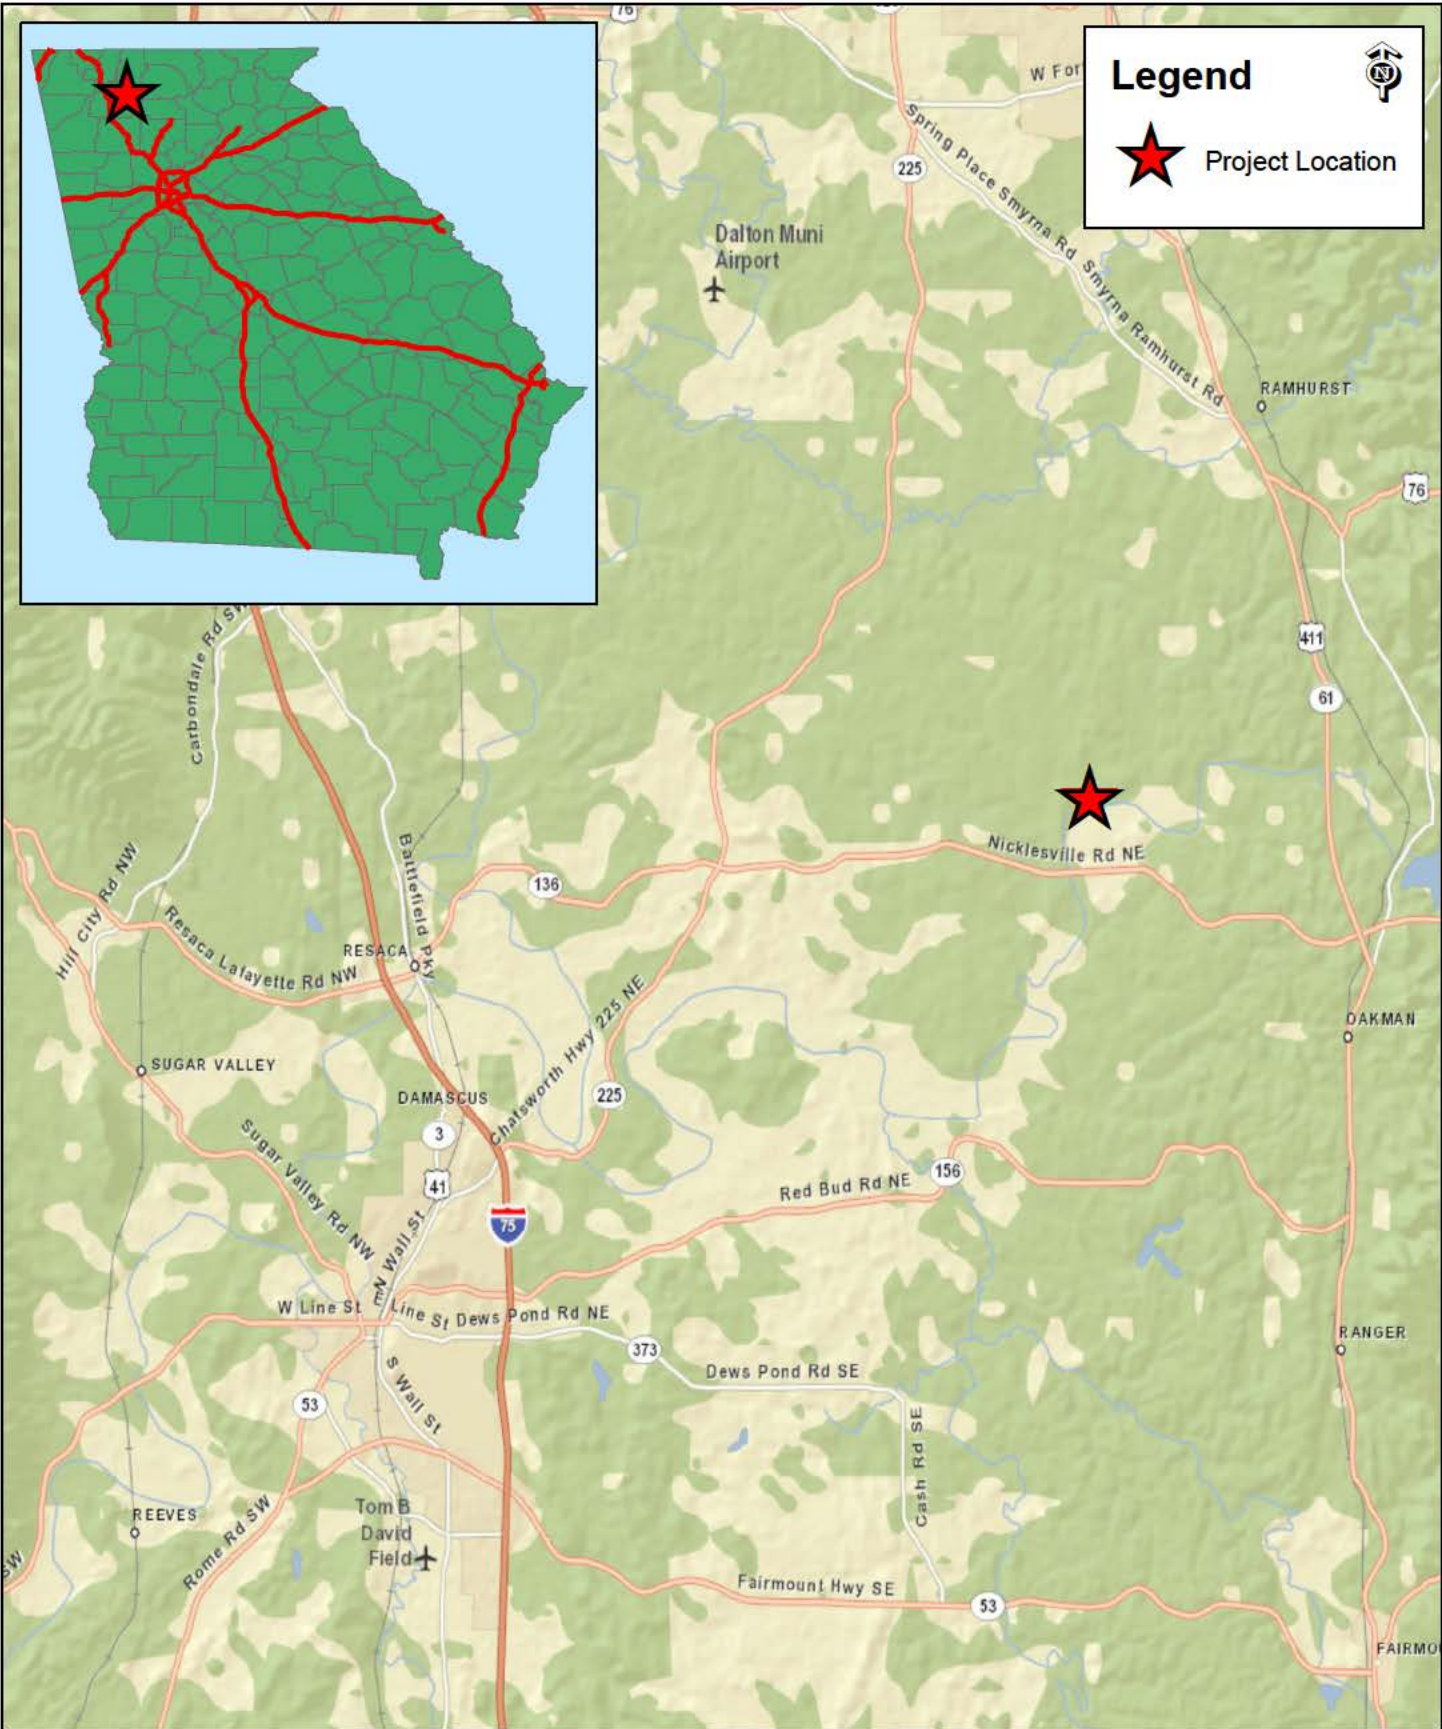 76
W For
Legend
N
Project Location
Spring Place Smyrna Rd
Smyrna Ramhurst Rd
225
Dalton Muni
Airport
RAMHURST
76
Carbondale Rd SW
411
61
Nicklesville Rd NE
Battlefield Pky
136
Hill City Rd NW
Resaca Lafayette Rd NW
RESACA
Chatsworth Hwy 225 NE
OAKMAN
SUGAR VALLEY
DAMASCUS
225
3
41
Sugar Valley Rd NW
156
Red Bud Rd NE
75
N Wall St
W Line St
E Line St
Dews Pond Rd NE
373
RANGER
Dews Pond Rd SE
S Wall St
53
Cash Rd SE
REEVES
Rome Rd SW
Tom B
David
Field
SW
Fairmount Hwy SE
53
FAIRMO